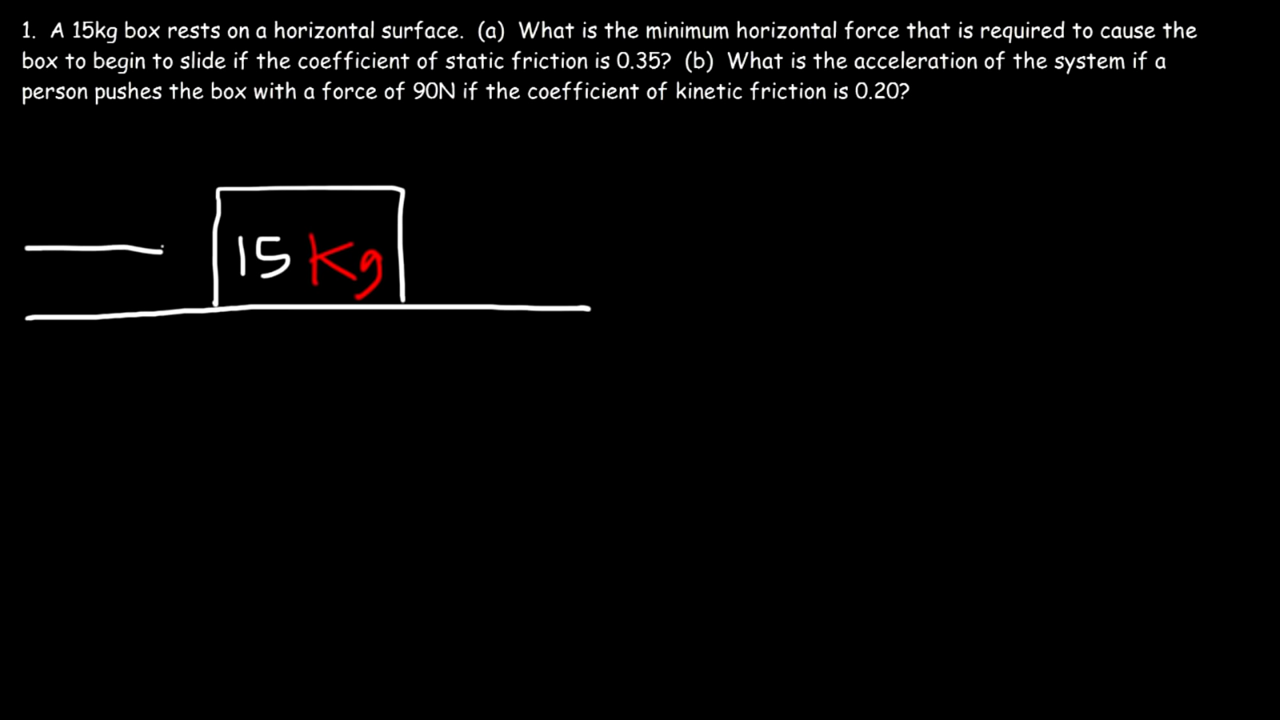 1. A 15kg box rests on a horizontal surface. (a) What is the minimum horizontal force that is required to cause the
box to begin to slide if the coefficient of static friction is 0.35? (b) What is the acceleration of the system if a
person pushes the box with a force of 90N if the coefficient of kinetic friction is 0.20?
15 Kg